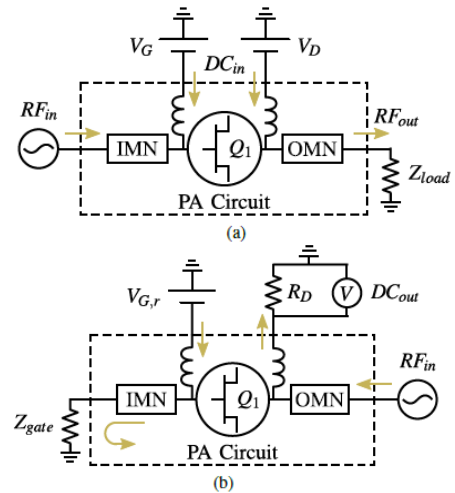 V_G
V_D
DC_in
RF_in
RF_out
IMN
Q_1
OMN
Z_load
PA Circuit
(a)
V_G,r
R_D
V
DC_out
RF_in
IMN
Q_1
OMN
Z_gate
PA Circuit
(b)